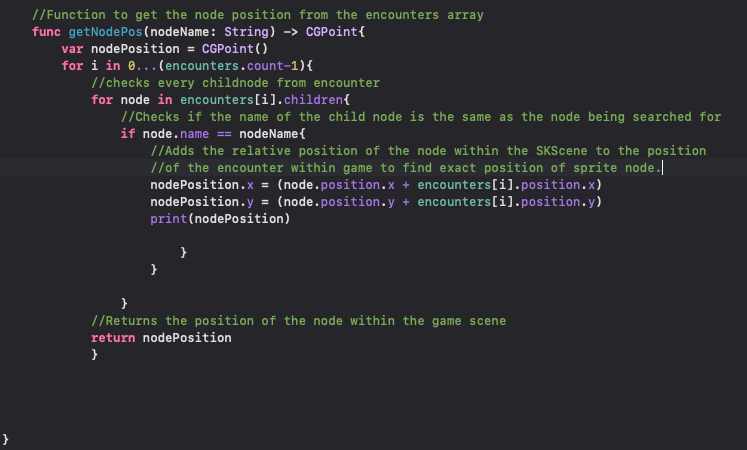 //Function to get the node position from the encounters array
func getNodePos(nodeName: String) -> CGPoint{
var nodePosition = CGPoint()
for i in 0...(encounters.count-1){
//checks every childnode from encounter
for node in encounters[i].children{
//Checks if the name of the child node is the same as the node being searched for
if node.name == nodeName{
//Adds the relative position of the node within the SKScene to the position
//of the encounter within game to find exact position of sprite node.
nodePosition.x = (node.position.x + encounters[i].position.x)
nodePosition.y = (node.position.y + encounters[i].position.y)
print(nodePosition)
}
}
}
//Returns the position of the node within the game scene
return nodePosition
}
}